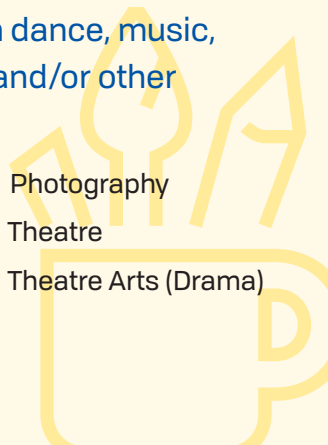 dance, music,
and/or other
Photography
Theatre
Theatre Arts (Drama)